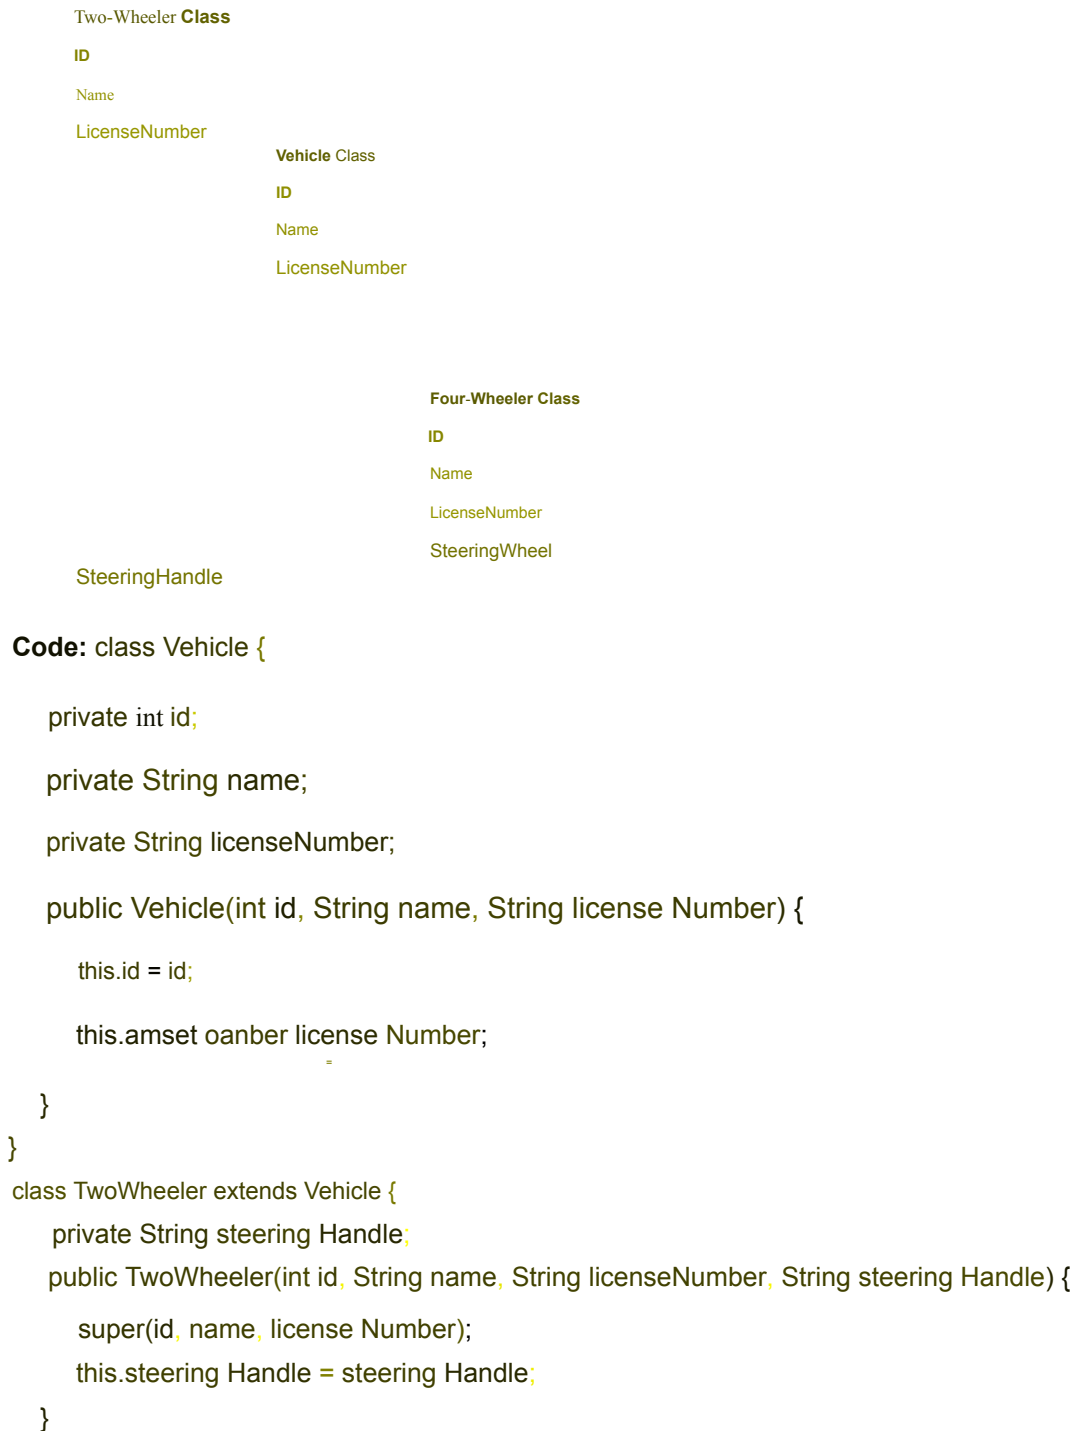 Two-Wheeler Class
ID
Name
LicenseNumber
Vehicle Class
ID
Name
LicenseNumber
Four-Wheeler Class
ID
Name
LicenseNumber
SteeringWheel
SteeringHandle
Code: class Vehicle {
private int id;
private String name;
private String licenseNumber;
public Vehicle(int id, String name, String license Number) {
this.id = id;
this.amset oanber license Number;
=
}
}
class TwoWheeler extends Vehicle {
private String steering Handle;
public TwoWheeler(int id, String name, String licenseNumber, String steering Handle) {
super(id, name, license Number);
this.steering Handle = steering Handle;
}